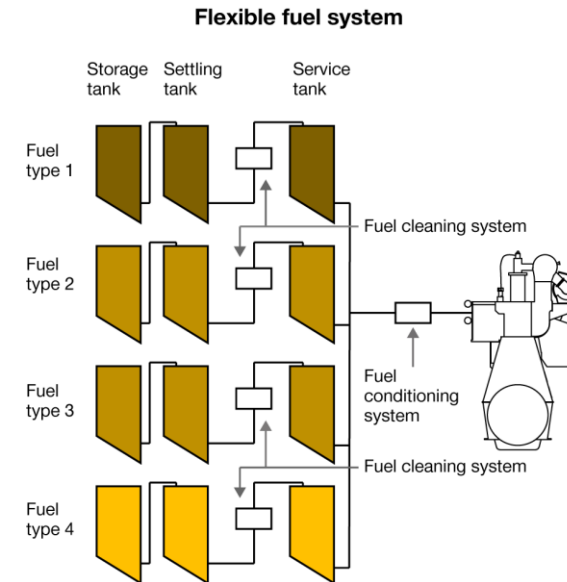 Flexible fuel system
Storage
tank
Settling
tank
Service
tank
Fuel
type 1
Fuel cleaning system
Fuel
type 2
Fuel
conditioning
system
Fuel
type 3
Fuel cleaning system
Fuel
type 4